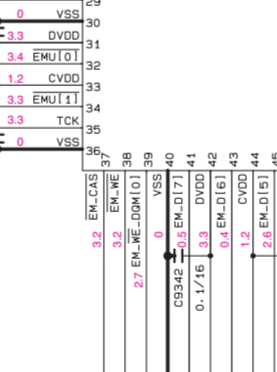 29
0 VSS 30
3.3 DVDD 31
3.4 EMU[0] 32
1.2 CVDD 33
3.3 EMU[1] 34
3.3 TCK 35
0 VSS 36
37 EM_CAS 3.2
38 EM_WE 3.2
39 EM_WE_DQM[0] 2.7
40 VSS 0
41 EM_D[7] 0.5
42 DVDD 3.3
43 EM_D[6] 0.4
44 CVDD 1.2
45 EM_D[5] 2.6
C9342
0.1/16